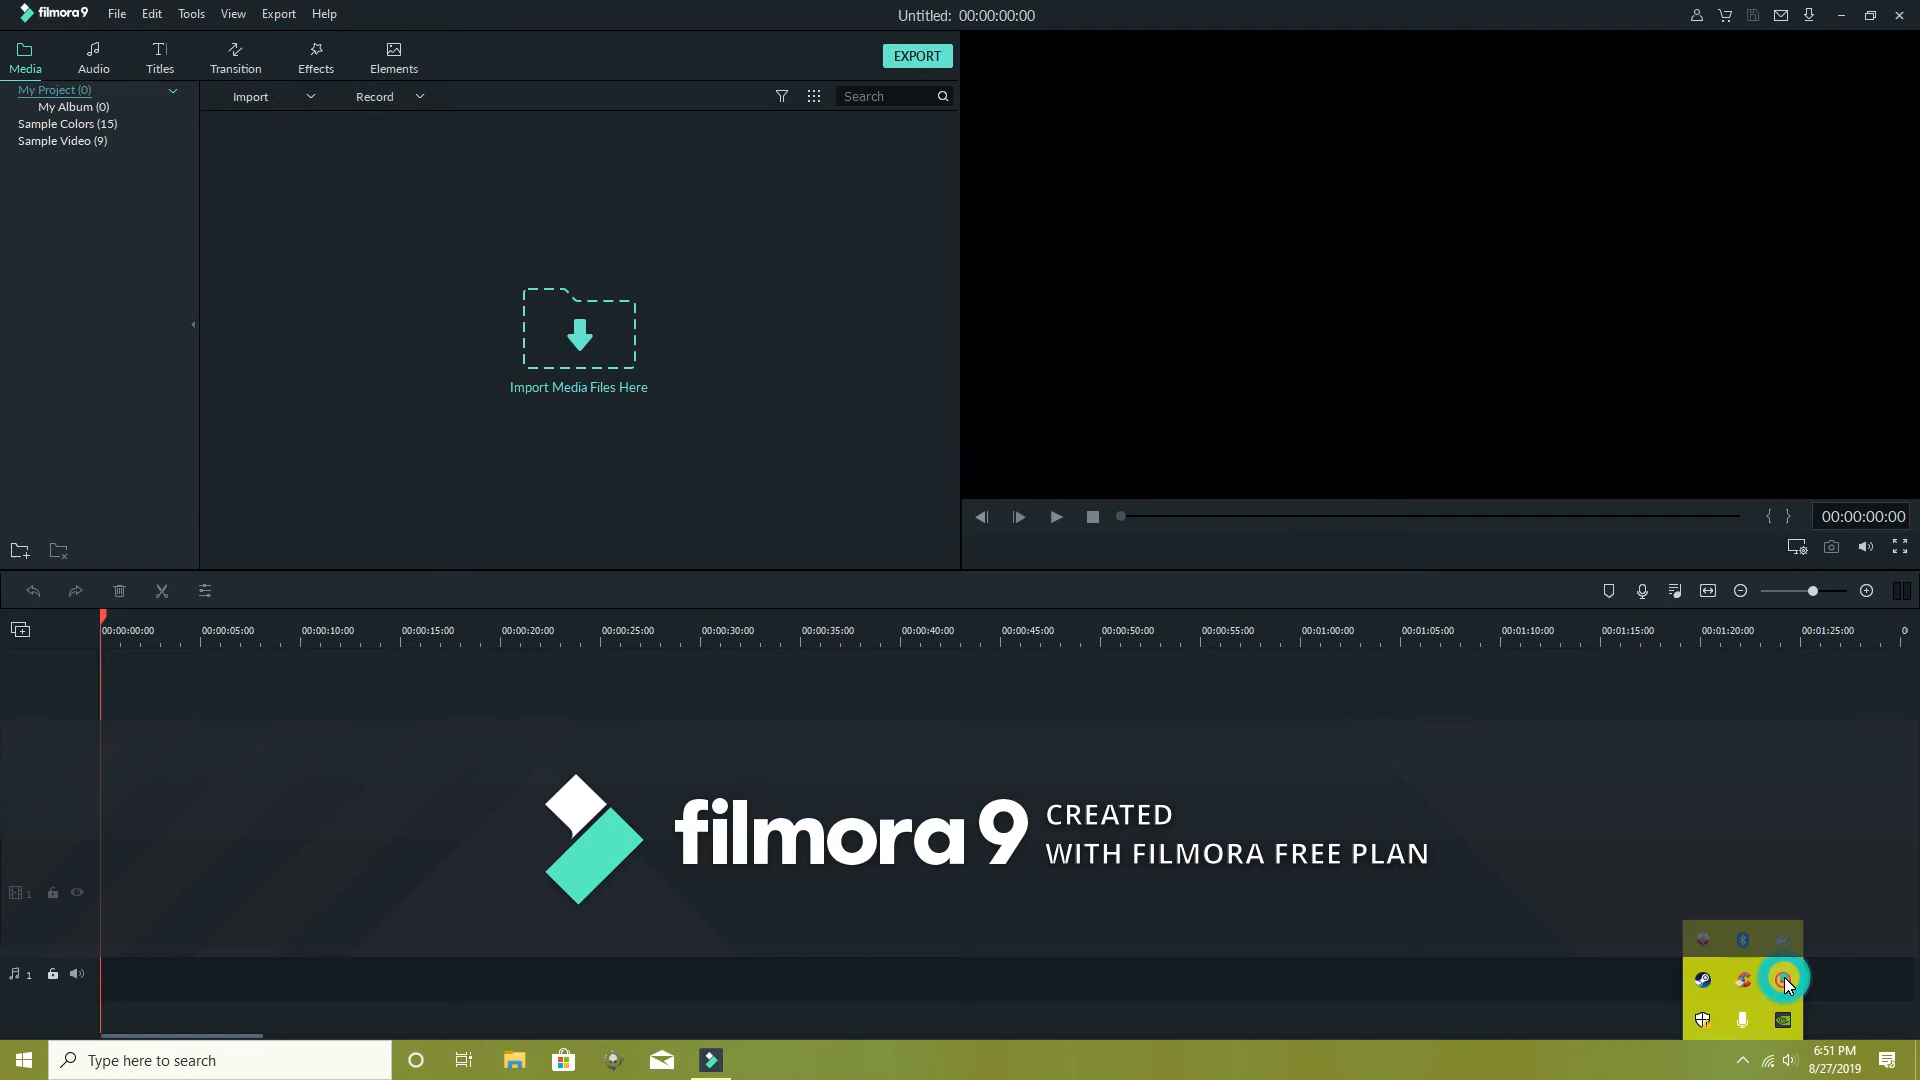 filmora9 File Edit Tools View Export Help Untitled: 00:00:00:00
Media Audio Titles Transition Effects Elements EXPORT
My Project (0)
My Album (0)
Sample Colors (15)
Sample Video (9)
Import Record Search
Import Media Files Here
00:00:00:00
00:00:00:00 00:00:05:00 00:00:10:00 00:00:15:00 00:00:20:00 00:00:25:00 00:00:30:00 00:00:35:00 00:00:40:00 00:00:45:00 00:00:50:00 00:00:55:00 00:01:00:00 00:01:05:00 00:01:10:00 00:01:15:00 00:01:20:00 00:01:25:00
filmora9 CREATED
WITH FILMORA FREE PLAN
1
1
Type here to search
6:51 PM
8/27/2019